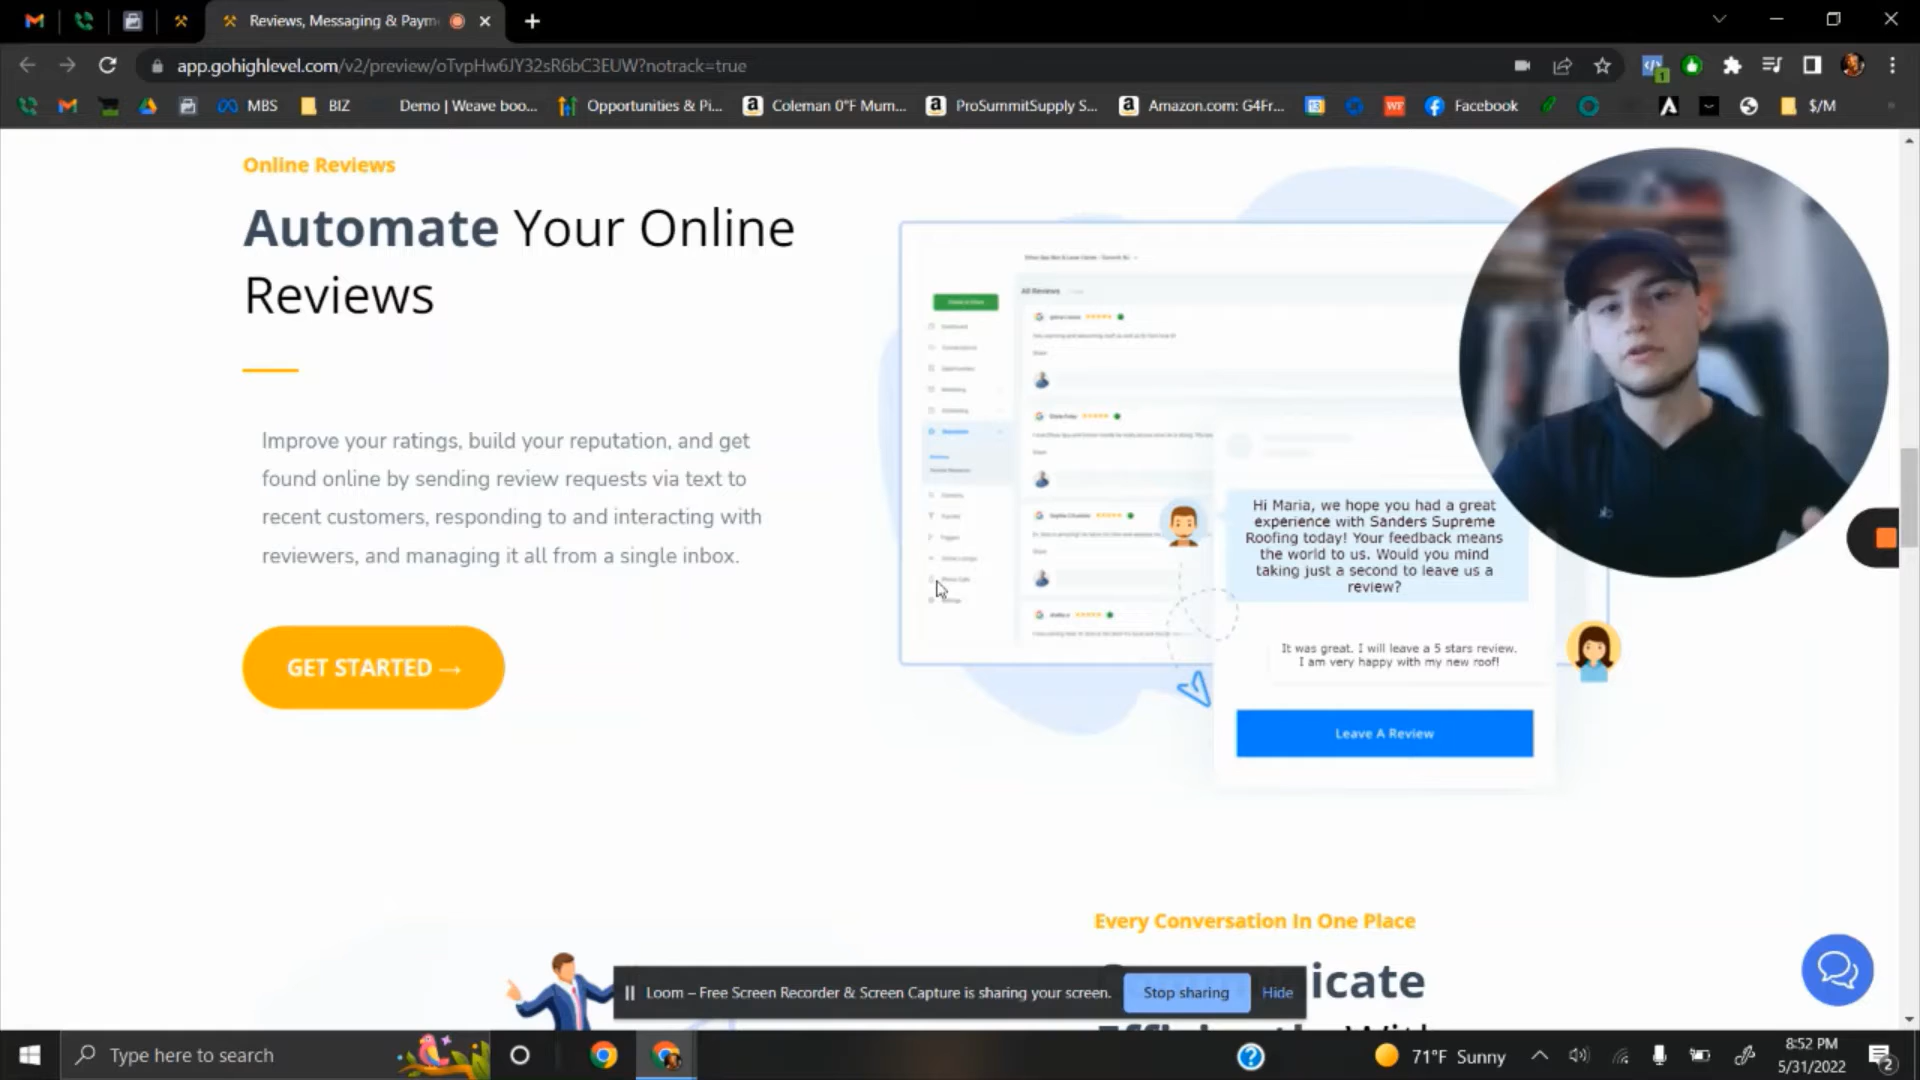 Reviews, Messaging & Paym
app.gohighlevel.com/v2/preview/oTvpHw6JY32sR6bC3EUW?notrack=true
MBS
BIZ
Demo | Weave boo...
Opportunities & Pi...
Coleman 0°F Mum...
ProSummitSupply S...
Amazon.com: G4Fr...
Facebook
$/M
Online Reviews
Automate Your Online
Reviews
Improve your ratings, build your reputation, and get
found online by sending review requests via text to
recent customers, responding to and interacting with
reviewers, and managing it all from a single inbox.
GET STARTED →
All Reviews
Hi Maria, we hope you had a great
experience with Sanders Supreme
Roofing today! Your feedback means
the world to us. Would you mind
taking just a second to leave us a
review?
It was great. I will leave a 5 stars review.
I am very happy with my new roof!
Leave A Review
Every Conversation In One Place
icate
Loom – Free Screen Recorder & Screen Capture is sharing your screen.
Stop sharing
Hide
Type here to search
71°F Sunny
8:52 PM
5/31/2022
2